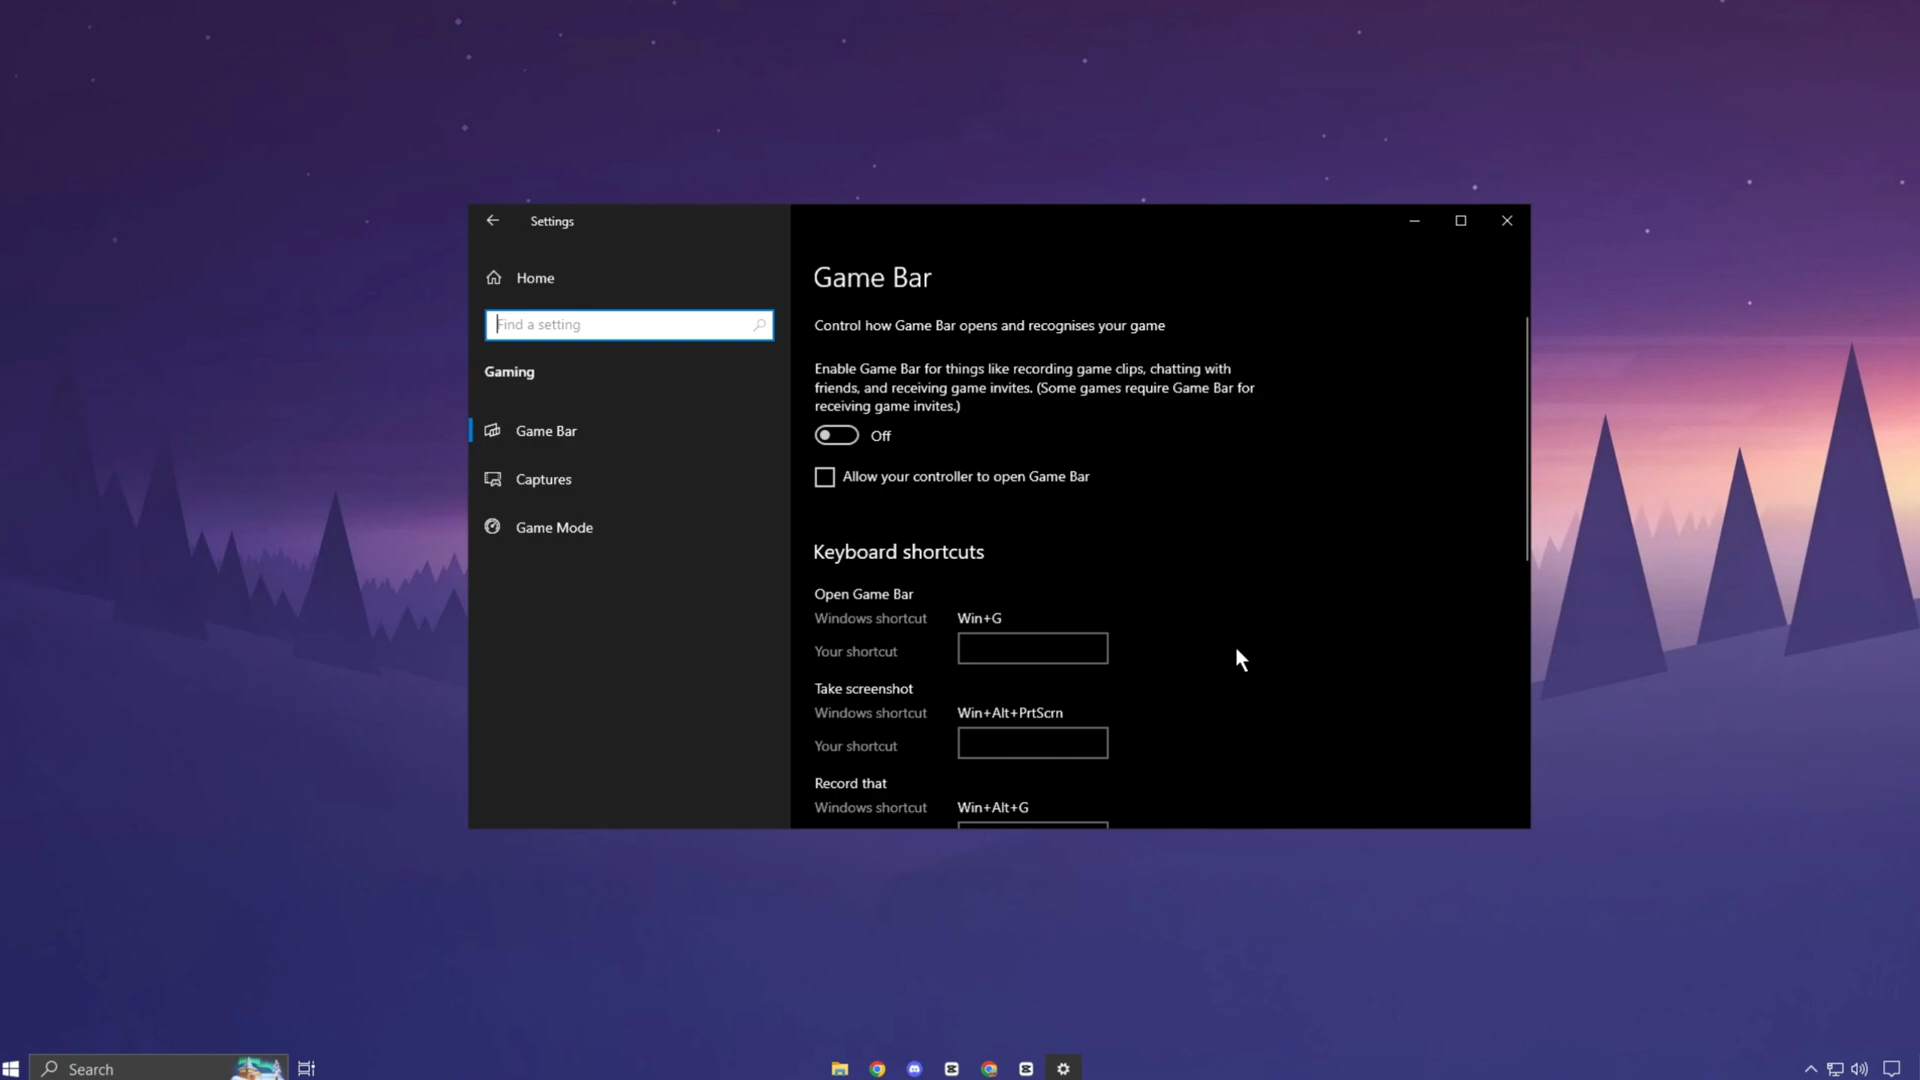 Settings
Home
Find a setting
Gaming
Game Bar
Captures
Game Mode
Game Bar
Control how Game Bar opens and recognises your game
Enable Game Bar for things like recording game clips, chatting with
friends, and receiving game invites. (Some games require Game Bar for
receiving game invites.)
Off
Allow your controller to open Game Bar
Keyboard shortcuts
Open Game Bar
Windows shortcut Win+G
Your shortcut
Take screenshot
Windows shortcut Win+Alt+PrtScrn
Your shortcut
Record that
Windows shortcut Win+Alt+G
Search